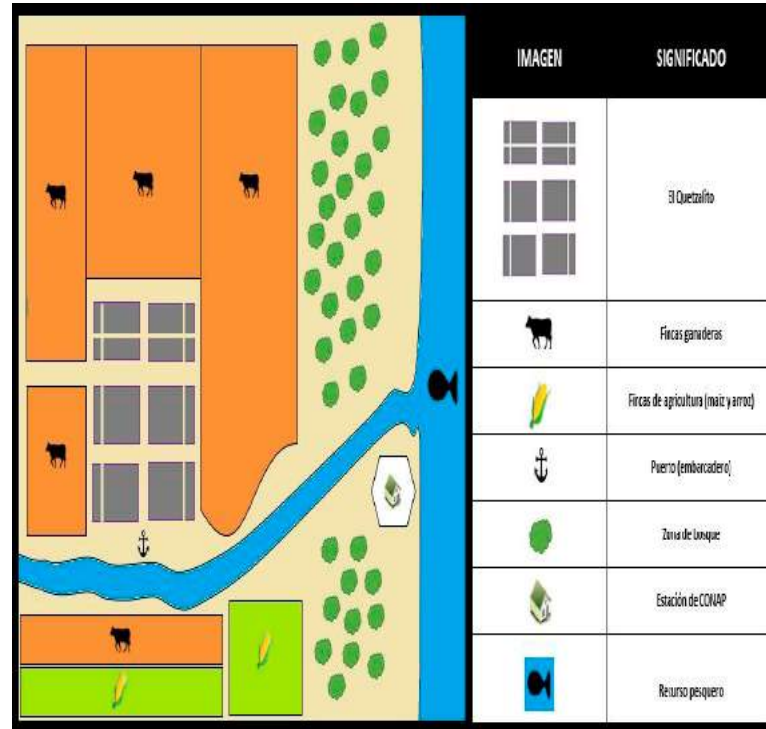 IMAGEN
SIGNIFICADO
El Quetzalito
Fincas ganaderas
Fincas de agricultura (maiz y arroz)
Puerto (embarcadero)
Zona de bosque
Estación de CONAP
Recurso pesquero